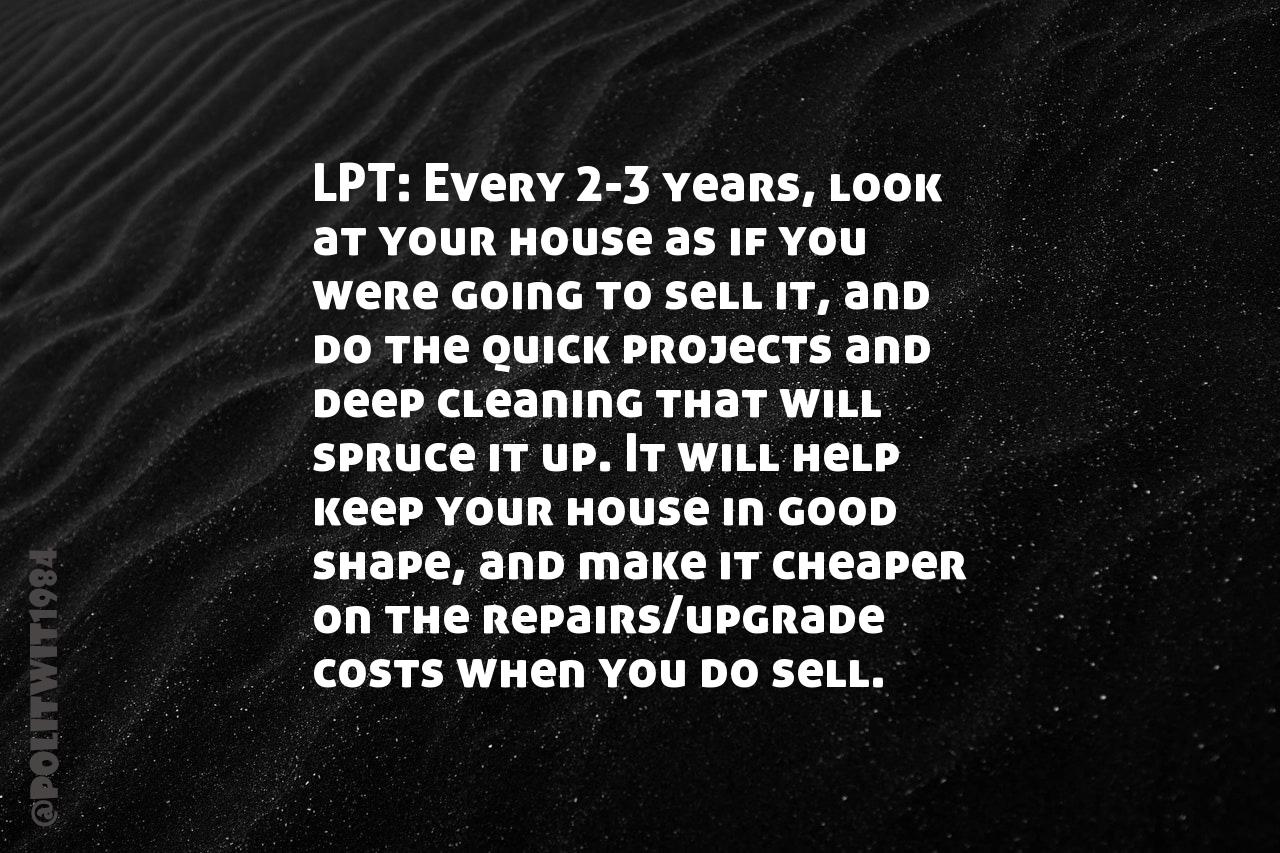 LPT: Every 2-3 years, look
at your house as if you
were going to sell it, and
do the quick projects and
deep cleaning that will
spruce it up. It will help
keep your house in good
shape, and make it cheaper
on the repairs/upgrade
costs when you do sell.
@politwit1984